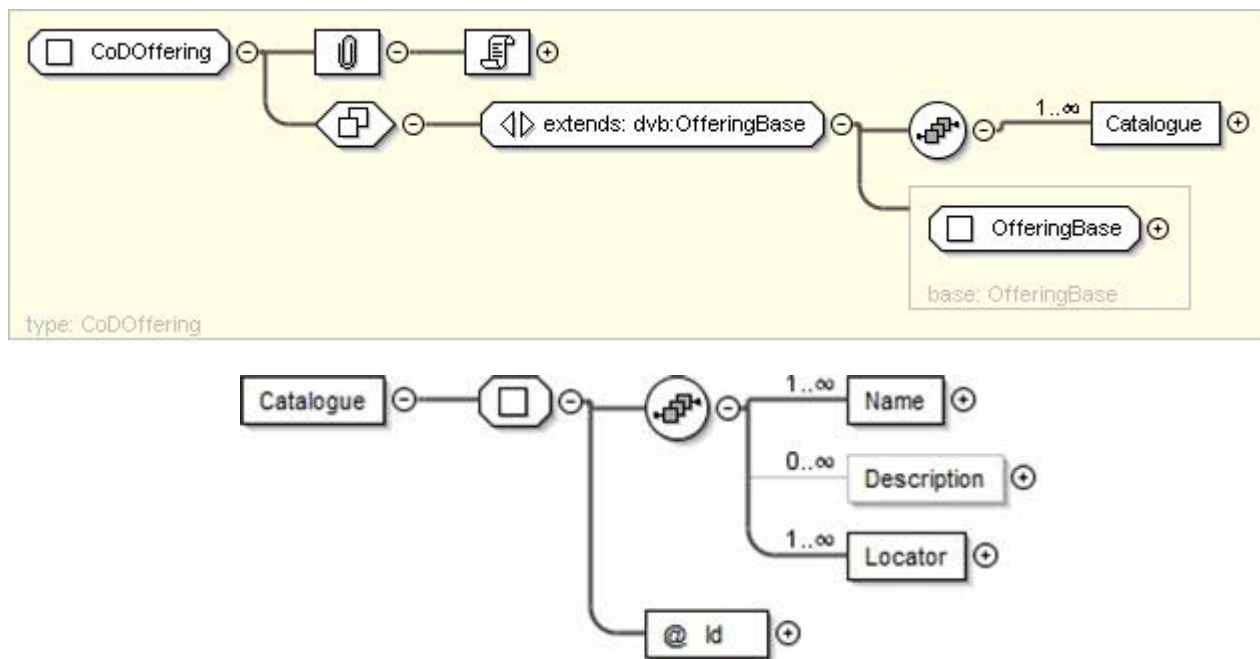 CoDOffering
extends: dvb:OfferingBase
1..∞
Catalogue
OfferingBase
base: OfferingBase
type: CoDOffering
Catalogue
1..∞
Name
0..∞
Description
1..∞
Locator
@ Id